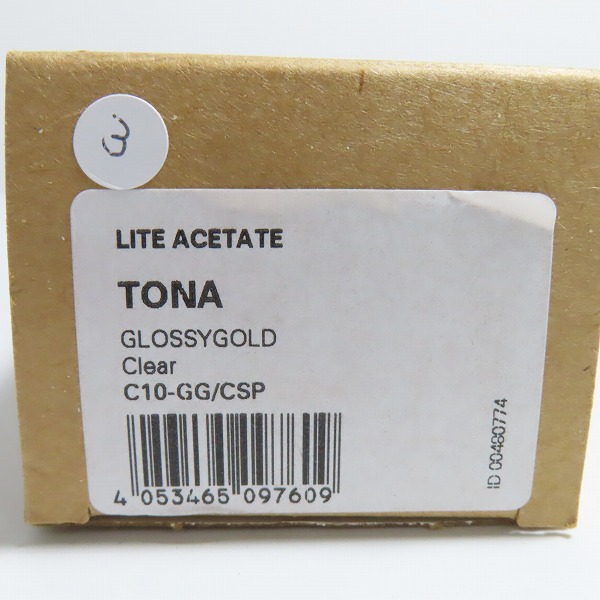 3.
LITE ACETATE
TONA
GLOSSYGOLD
Clear
C10-GG/CSP
4 053465 097609
ID 00480774